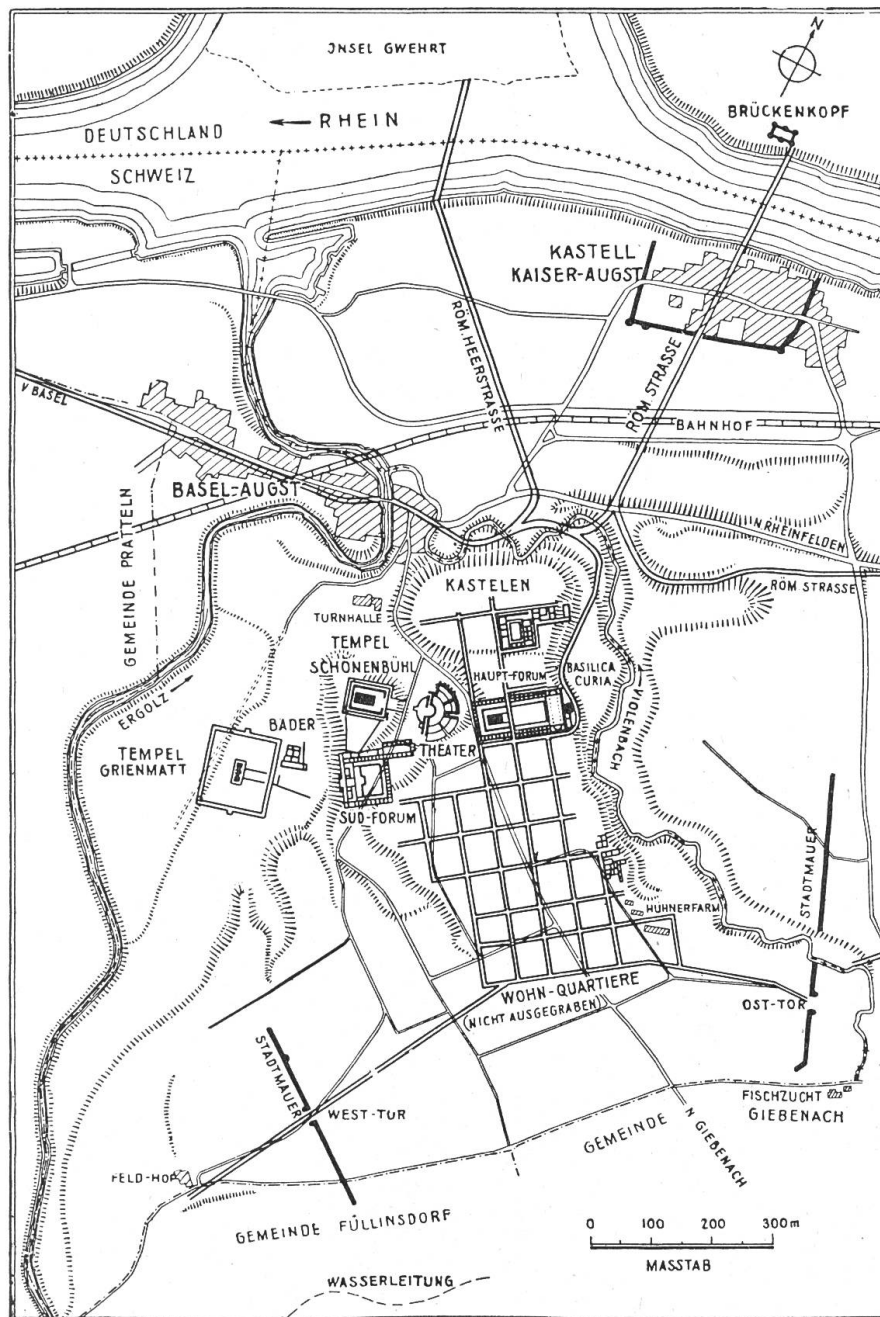 JNSEL GWEHRT
N
BRÜCKENKOPF
DEUTSCHLAND
RHEIN
SCHWEIZ
KASTELL
KAISER-AUGST
RÖM. HEERSTRASSE
RÖM STRASSE
V BASEL
BAHNHOF
BASEL-AUGST
GEMEINDE PRATTELN
N RHEINFELDEN
RÖM STRASSE
KASTELEN
TURNHALLE
TEMPEL
SCHÖNENBÜHL
HAUPT-FORUM
BASILICA
CURIA
VIOLENBACH
ERGOLZ
BÄDER
THEATER
TEMPEL
GRIENMATT
SÜD-FORUM
STADTMAUER
HÜHNERFARM
WOHN-QUARTIERE
(NICHT AUSGEGRABEN)
OST-TOR
STADTMAUER
WEST-TOR
FISCHZUCHT
GIEBENACH
GEMEINDE
N GIEBENACH
FELD-HOF
GEMEINDE FÜLLINSDORF
0 100 200 300 m
MASSTAB
WASSERLEITUNG